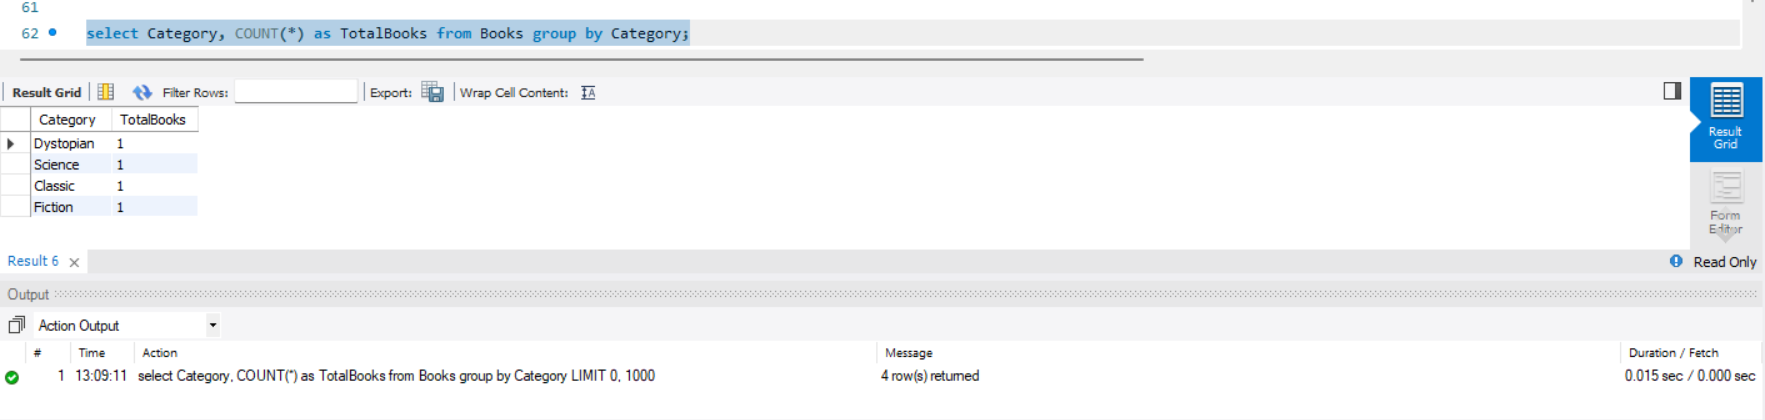 61
62 select Category, COUNT(*) as TotalBooks from Books group by Category;
Result Grid Filter Rows: Export: Wrap Cell Content: IA
Category TotalBooks
Dystopian 1
Science 1
Classic 1
Fiction 1
Result
Grid
Form
Editor
Result 6 Read Only
Output
Action Output
# Time Action Message Duration / Fetch
1 13:09:11 select Category, COUNT(*) as TotalBooks from Books group by Category LIMIT 0, 1000 4 row(s) returned 0.015 sec / 0.000 sec